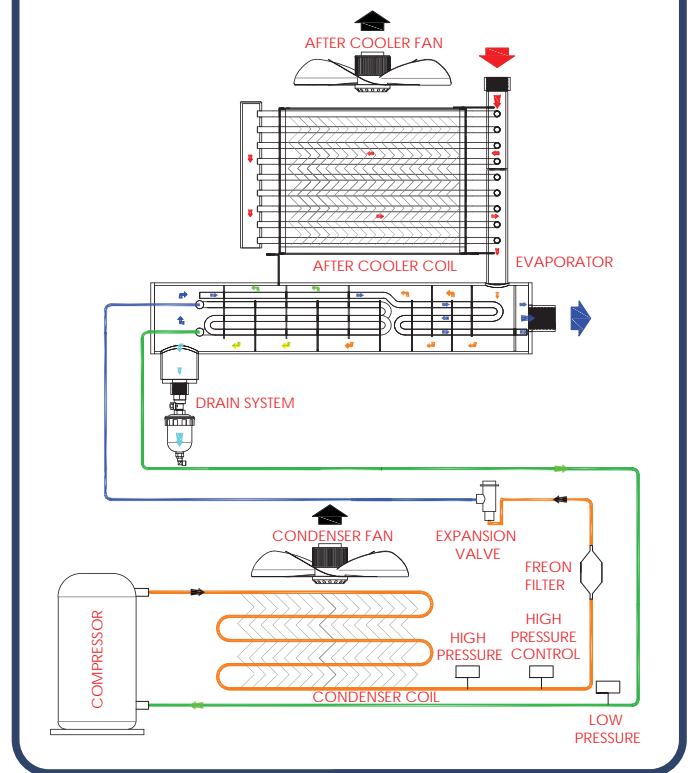 AFTER COOLER FAN
EVAPORATOR
AFTER COOLER COIL
DRAIN SYSTEM
CONDENSER FAN
EXPANSION
VALVE
FREON
FILTER
COMPRESSOR
HIGH
PRESSURE
HIGH
PRESSURE
CONTROL
CONDENSER COIL
LOW
PRESSURE